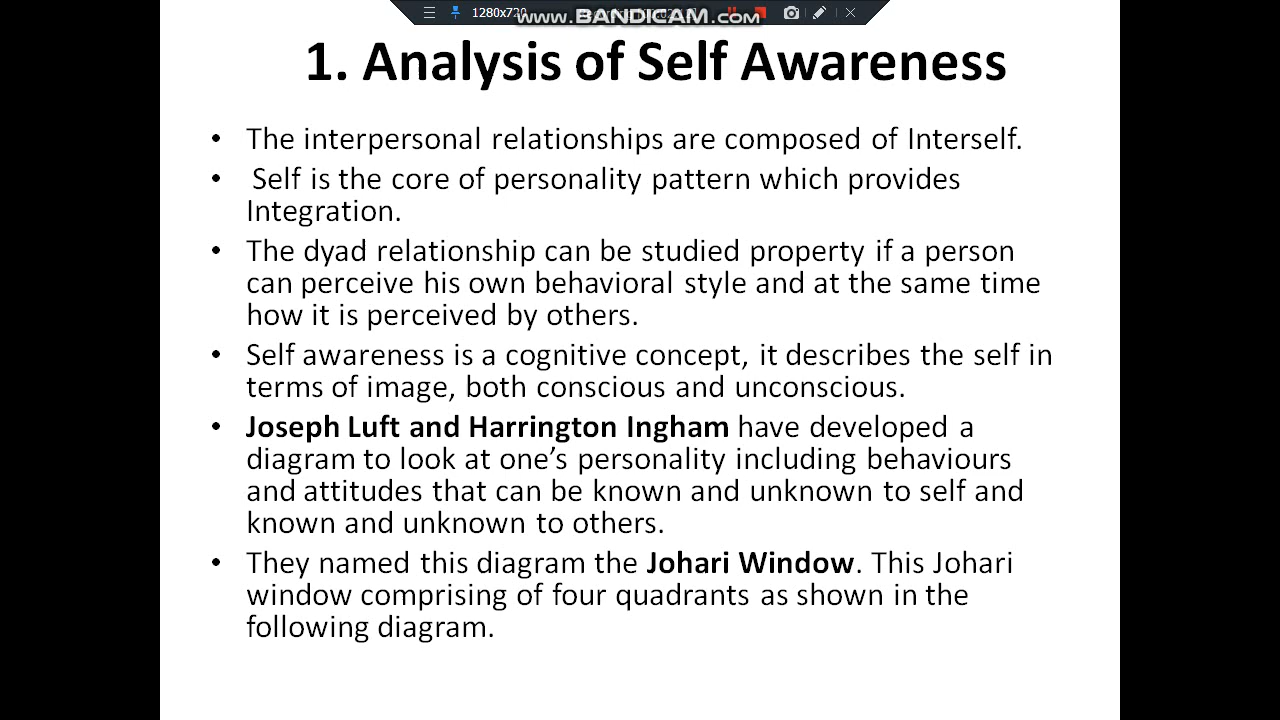 1280x720
www.BANDICAM.com
1. Analysis of Self Awareness
• The interpersonal relationships are composed of Interself.
• Self is the core of personality pattern which provides
Integration.
• The dyad relationship can be studied property if a person
can perceive his own behavioral style and at the same time
how it is perceived by others.
• Self awareness is a cognitive concept, it describes the self in
terms of image, both conscious and unconscious.
• Joseph Luft and Harrington Ingham have developed a
diagram to look at one’s personality including behaviours
and attitudes that can be known and unknown to self and
known and unknown to others.
• They named this diagram the Johari Window. This Johari
window comprising of four quadrants as shown in the
following diagram.